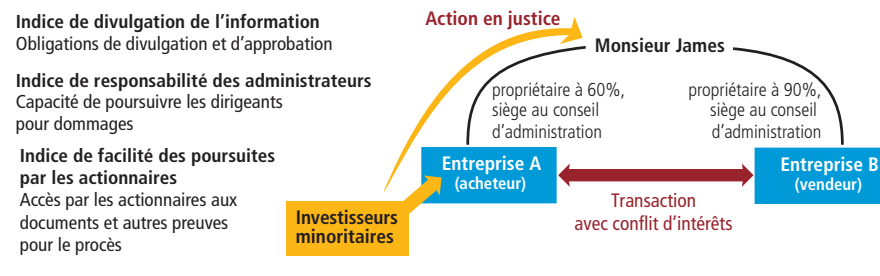 Indice de divulgation de l'information
Obligations de divulgation et d'approbation
Indice de responsabilité des administrateurs
Capacité de poursuivre les dirigeants
pour dommages
Indice de facilité des poursuites
par les actionnaires
Accès par les actionnaires aux
documents et autres preuves
pour le procès
Action en justice
Monsieur James
propriétaire à 60%,
siège au conseil
d'administration
propriétaire à 90%,
siège au conseil
d'administration
Entreprise A
(acheteur)
Entreprise B
(vendeur)
Transaction
avec conflit d'intérêts
Investisseurs
minoritaires